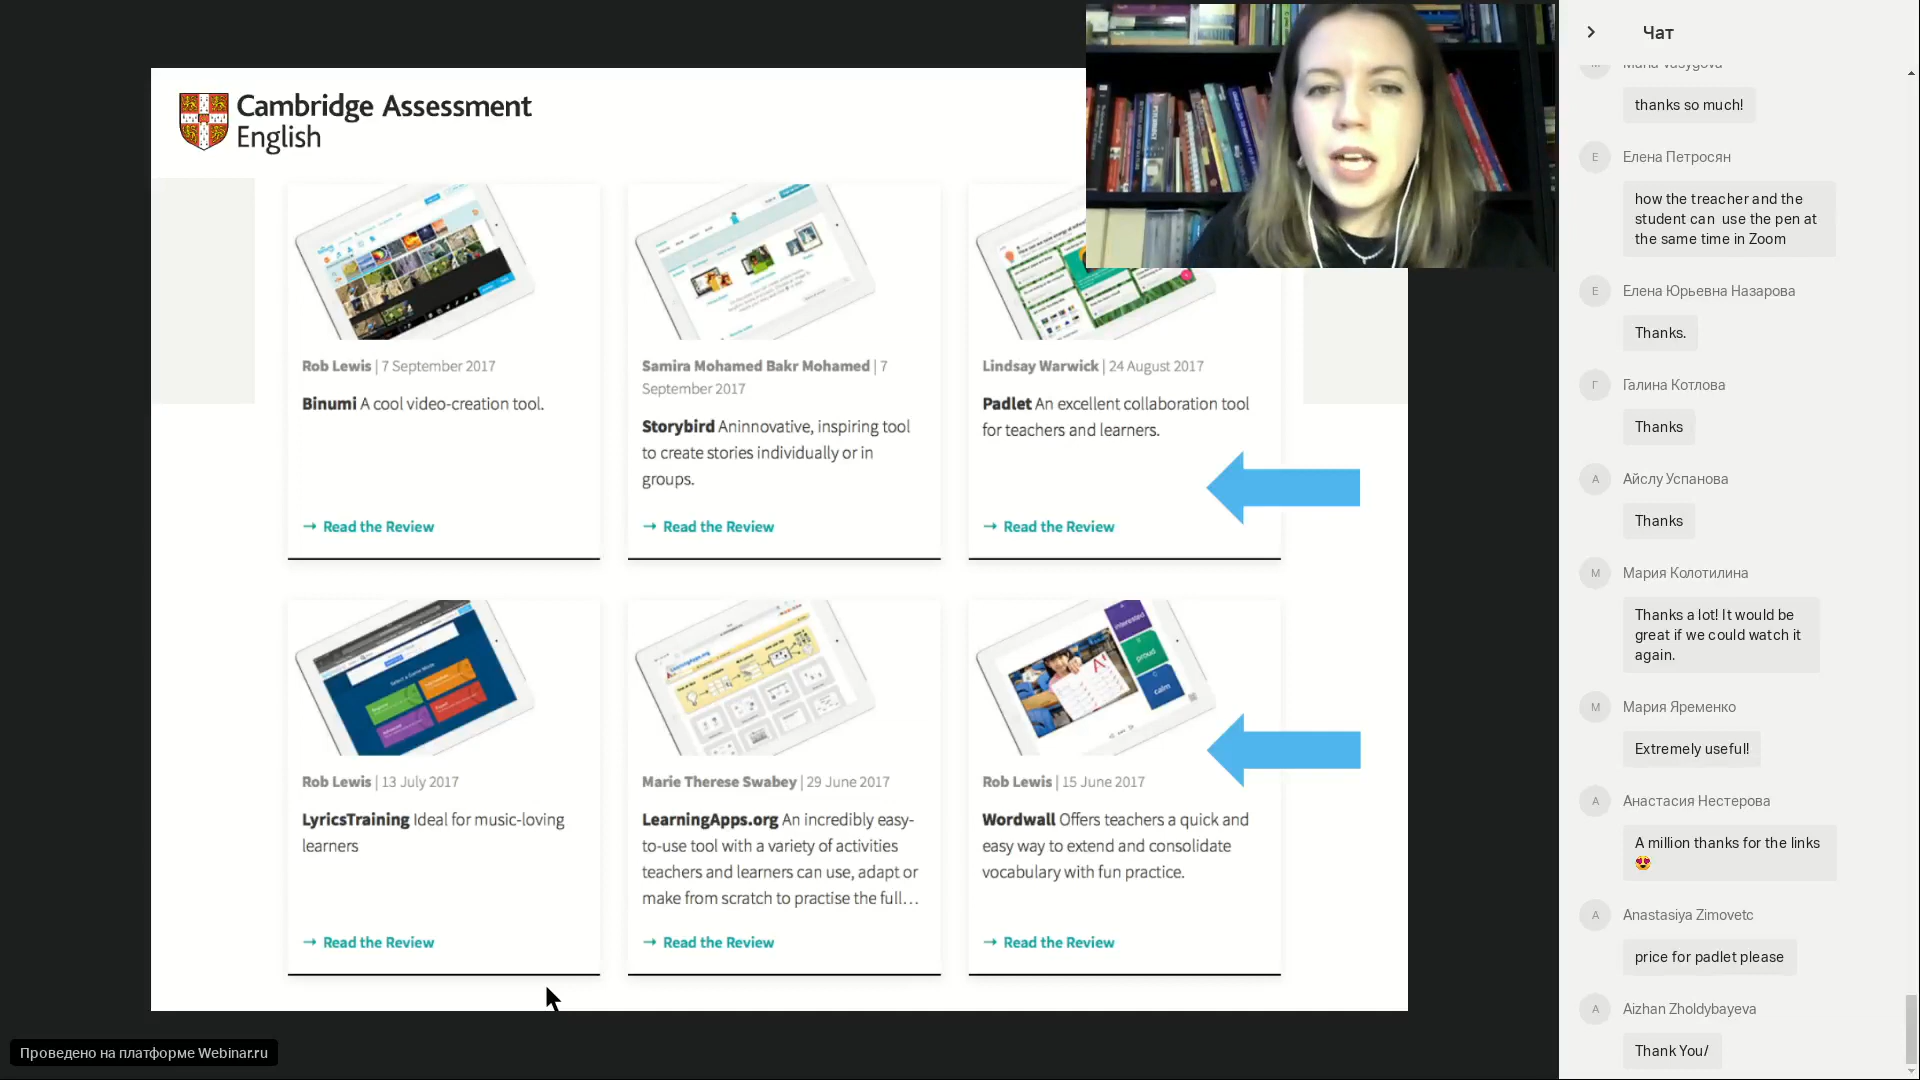 Cambridge Assessment
English
Rob Lewis | 7 September 2017
Binumi A cool video-creation tool.
→ Read the Review
Samira Mohamed Bakr Mohamed | 7
September 2017
Storybird Aninnovative, inspiring tool
to create stories individually or in
groups.
→ Read the Review
Lindsay Warwick | 24 August 2017
Padlet An excellent collaboration tool
for teachers and learners.
→ Read the Review
Select a Game Mode
Rob Lewis | 13 July 2017
LyricsTraining Ideal for music-loving
learners
→ Read the Review
LearningApps.org
Marie Therese Swabey | 29 June 2017
LearningApps.org An incredibly easy-
to-use tool with a variety of activities
teachers and learners can use, adapt or
make from scratch to practise the full...
→ Read the Review
interested
proud
calm
A+
Rob Lewis | 15 June 2017
Wordwall Offers teachers a quick and
easy way to extend and consolidate
vocabulary with fun practice.
→ Read the Review
Проведено на платформе Webinar.ru
Чат
thanks so much!
Е
Елена Петросян
how the treacher and the
student can use the pen at
the same time in Zoom
Е
Елена Юрьевна Назарова
Thanks.
Г
Галина Котлова
Thanks
А
Айслу Успанова
Thanks
М
Мария Колотилина
Thanks a lot! It would be
great if we could watch it
again.
М
Мария Яременко
Extremely useful!
А
Анастасия Нестерова
A million thanks for the links
😍
A
Anastasiya Zimovetc
price for padlet please
A
Aizhan Zholdybayeva
Thank You/